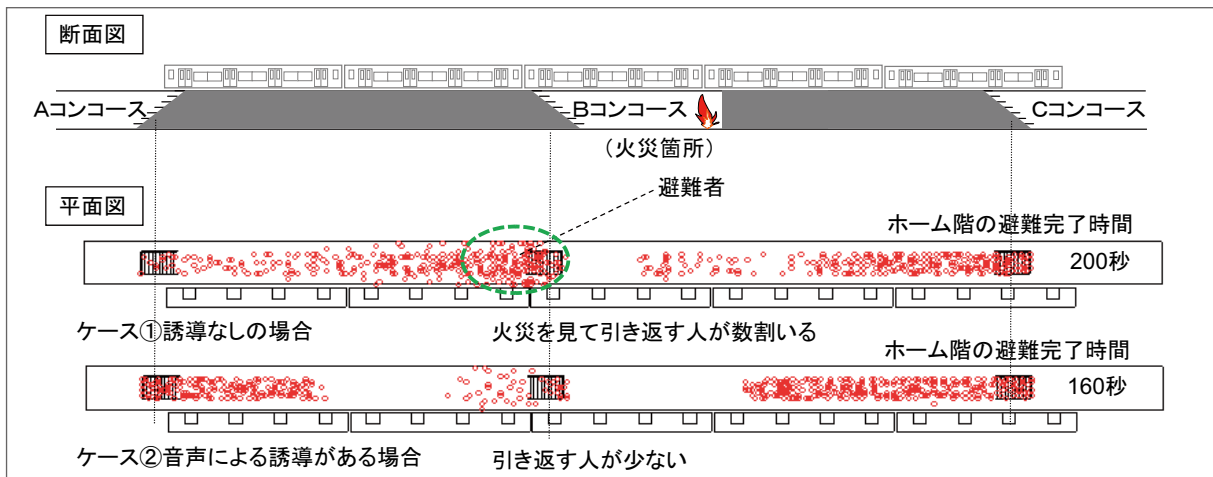 断面図
Aコンコース
Bコンコース
Cコンコース
(火災箇所)
避難者
平面図
ホーム階の避難完了時間
200秒
ケース①誘導なしの場合
火災を見て引き返す人が数割いる
ホーム階の避難完了時間
160秒
ケース②音声による誘導がある場合
引き返す人が少ない